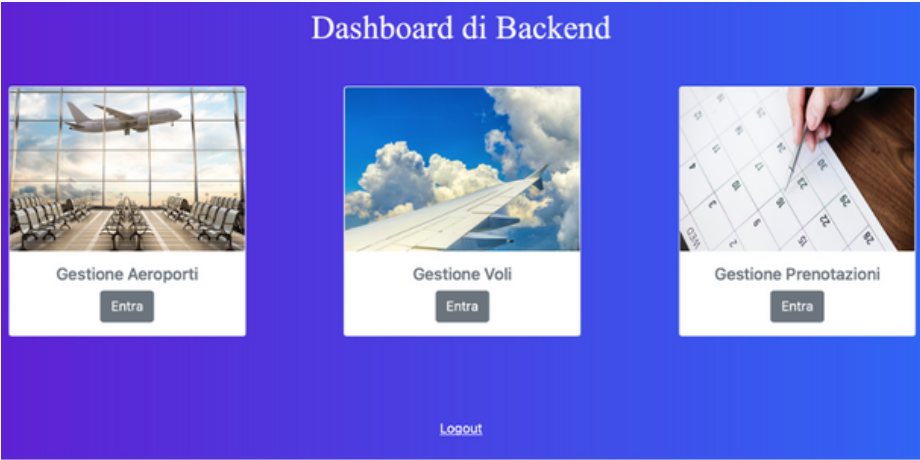 Dashboard di Backend
Gestione Aeroporti
Entra
Gestione Voli
Entra
Gestione Prenotazioni
Entra
Logout